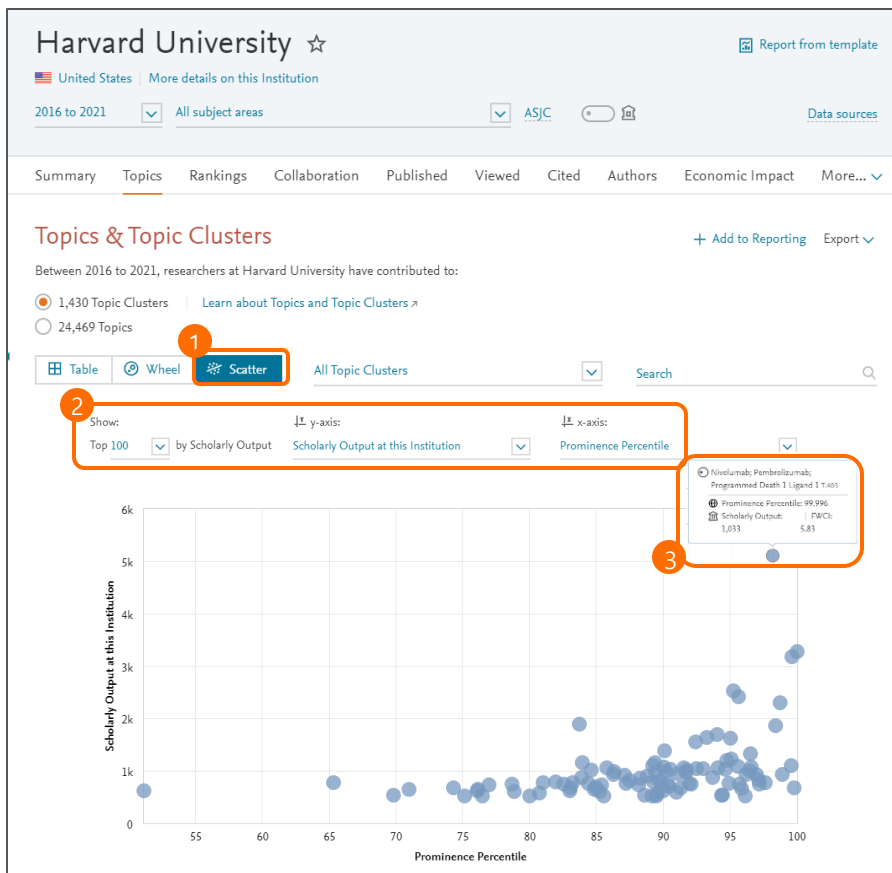 Harvard University
Report from template
United States More details on this Institution
2016 to 2021 All subject areas ASJC Data sources
Summary Topics Rankings Collaboration Published Viewed Cited Authors Economic Impact More...
Topics & Topic Clusters
+ Add to Reporting Export
Between 2016 to 2021, researchers at Harvard University have contributed to:
1,430 Topic Clusters Learn about Topics and Topic Clusters ↗
24,469 Topics
1
Table Wheel Scatter All Topic Clusters Search
2
Show: y-axis: x-axis:
Top 100 by Scholarly Output Scholarly Output at this Institution Prominence Percentile
Nivolumab; Pembrolizumab;
Programmed Death 1 Ligand 1 T.403
Prominence Percentile: 99.996
Scholarly Output: FWCI:
1,033 5.83
3
6k
5k
4k
3k
2k
1k
0
Scholarly Output at this Institution
55 60 65 70 75 80 85 90 95 100
Prominence Percentile